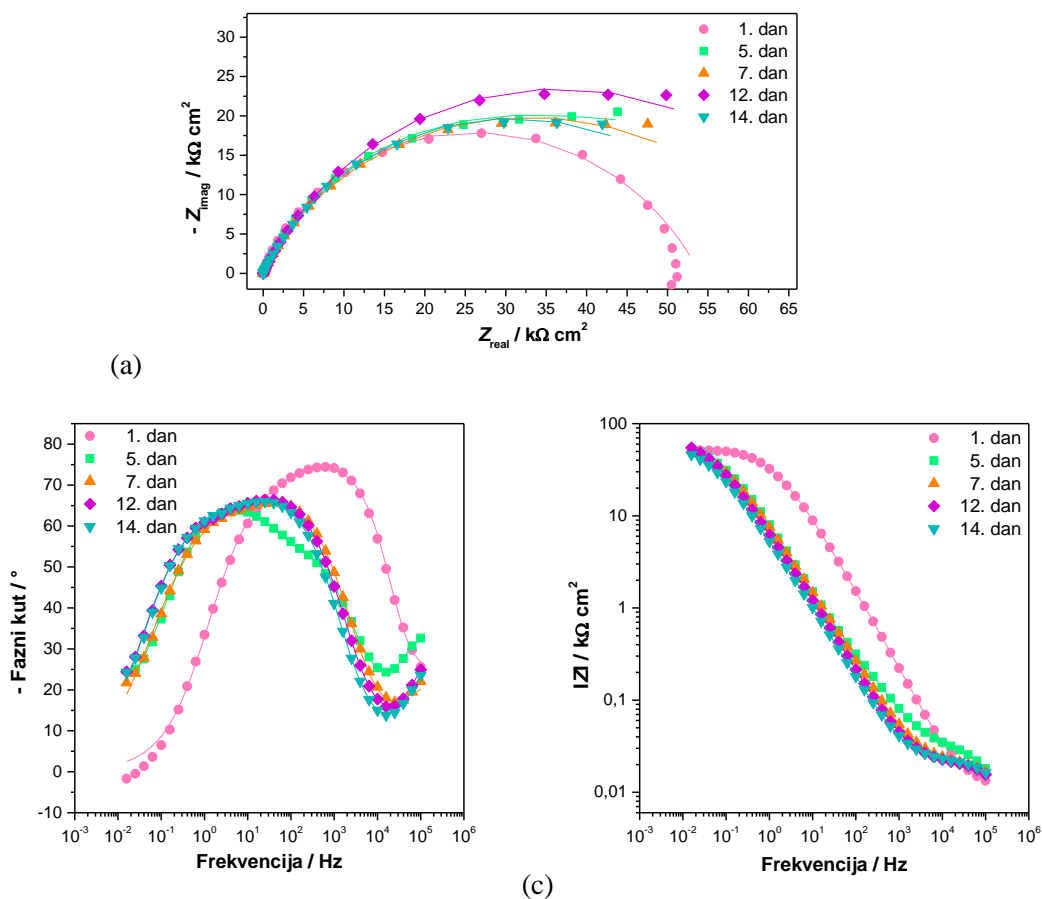 30
25
20
15
10
5
0
- Zimag / kΩ cm²
1. dan
5. dan
7. dan
12. dan
14. dan
0 5 10 15 20 25 30 35 40 45 50 55 60 65
Zreal / kΩ cm²
(a)
80
70
60
50
40
30
20
10
0
-10
- Fazni kut / °
1. dan
5. dan
7. dan
12. dan
14. dan
10⁻³ 10⁻² 10⁻¹ 10⁰ 10¹ 10² 10³ 10⁴ 10⁵ 10⁶
Frekvencija / Hz
100
10
1
0,1
0,01
|Z| / kΩ cm²
1. dan
5. dan
7. dan
12. dan
14. dan
10⁻³ 10⁻² 10⁻¹ 10⁰ 10¹ 10² 10³ 10⁴ 10⁵ 10⁶
Frekvencija / Hz
(c)